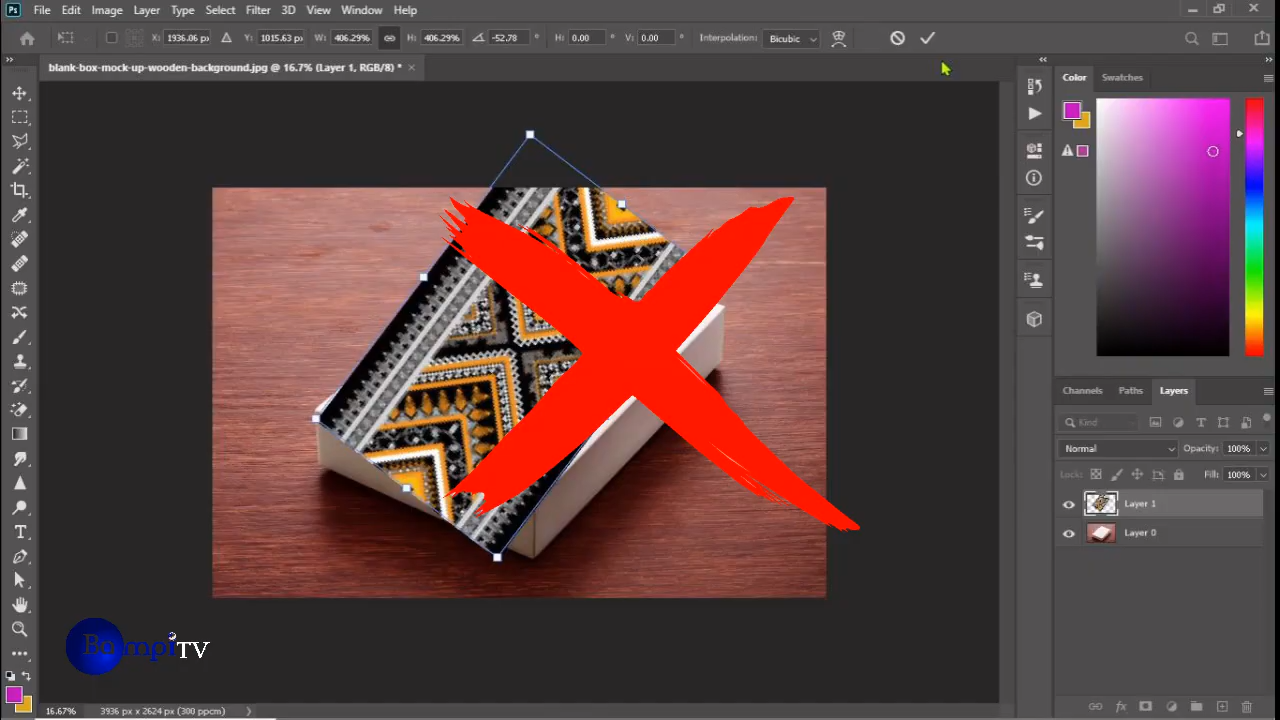 Ps File Edit Image Layer Type Select Filter 3D View Window Help
X: 1936.06 px Y: 1015.63 px W: 406.29% H: 406.29% -52.78 ° H: 0.00 ° V: 0.00 ° Interpolation: Bicubic
blank-box-mock-up-wooden-background.jpg @ 16.7% (Layer 1, RGB/8) * ×
Color Swatches
Channels Paths Layers
Kind
Normal Opacity: 100%
Lock: Fill: 100%
Layer 1
Layer 0
BompiTV
16.67% 3936 px x 2624 px (300 ppcm)